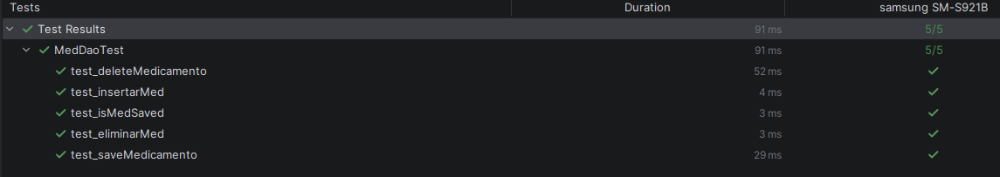 Tests Duration samsung SM-S921B
Test Results 91 ms 5/5
MedDaoTest 91 ms 5/5
test_deleteMedicamento 52 ms
test_insertarMed 4 ms
test_isMedSaved 3 ms
test_eliminarMed 3 ms
test_saveMedicamento 29 ms